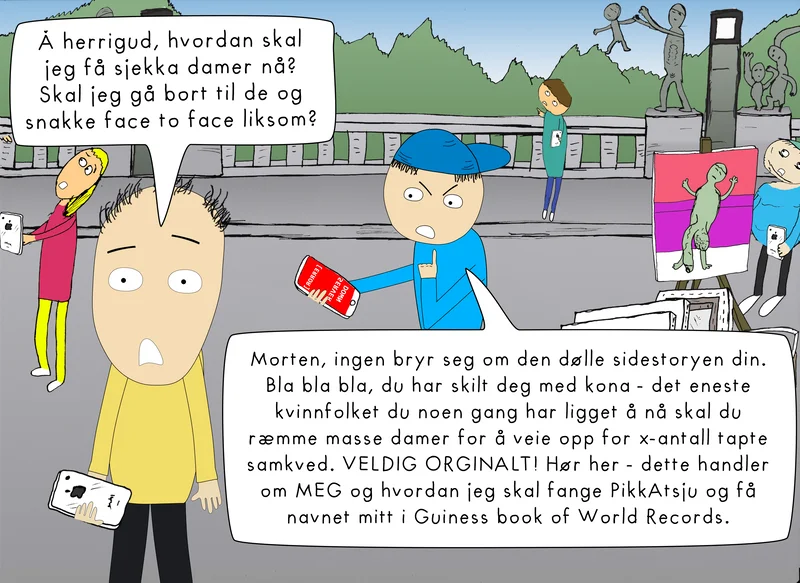 Å herrigud, hvordan skal
jeg få sjekka damer nå?
Skal jeg gå bort til de og
snakke face to face liksom?
ERROR!
SERVER
DOWN
Morten, ingen bryr seg om den dølle sidestoryen din.
Bla bla bla, du har skilt deg med kona - det eneste
kvinnfolket du noen gang har ligget å nå skal du
ræmme masse damer for å veie opp for x-antall tapte
samkved. VELDIG ORGINALT! Hør her - dette handler
om MEG og hvordan jeg skal fange PikkAtsju og få
navnet mitt i Guiness book of World Records.